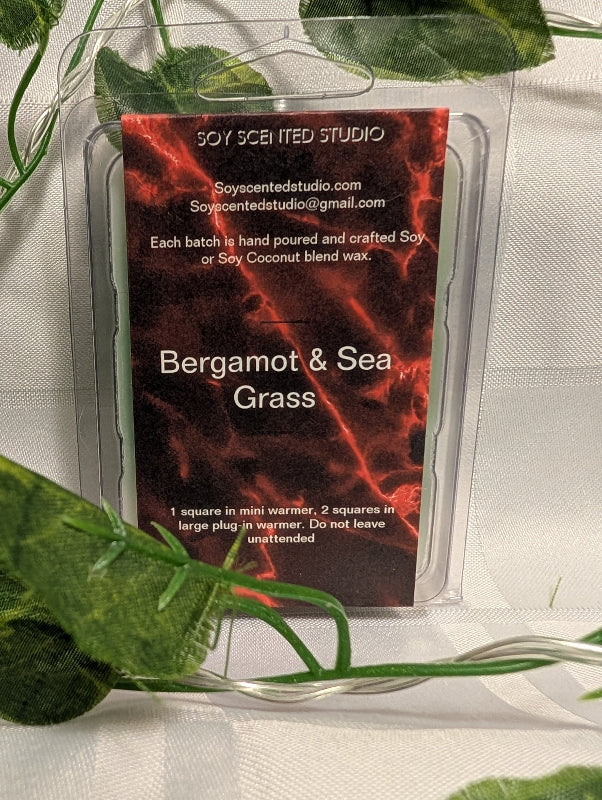 SOY SCENTED STUDIO
Soyscentedstudio.com
Soyscentedstudio@gmail.com
Each batch is hand poured and crafted Soy
or Soy Coconut blend wax.
Bergamot & Sea
Grass
1 square in mini warmer, 2 squares in
large plug-in warmer. Do not leave
unattended